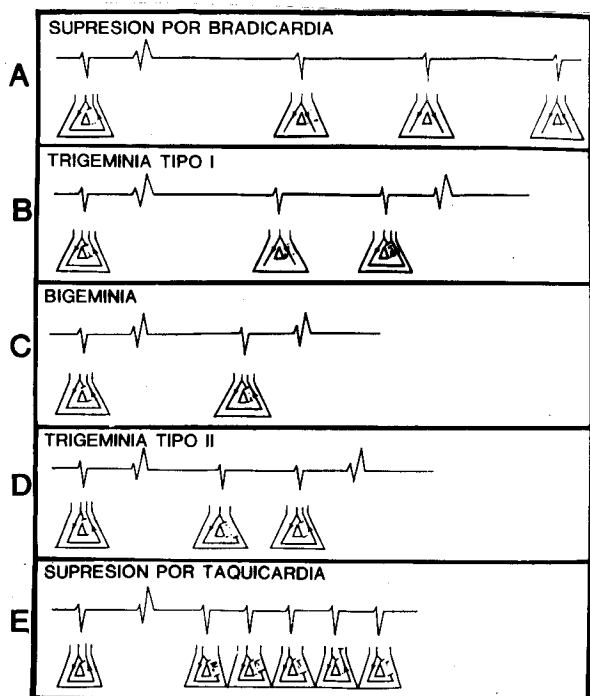 SUPRESION POR BRADICARDIA
A
TRIGEMINIA TIPO I
B
BIGEMINIA
C
TRIGEMINIA TIPO II
D
SUPRESION POR TAQUICARDIA
E